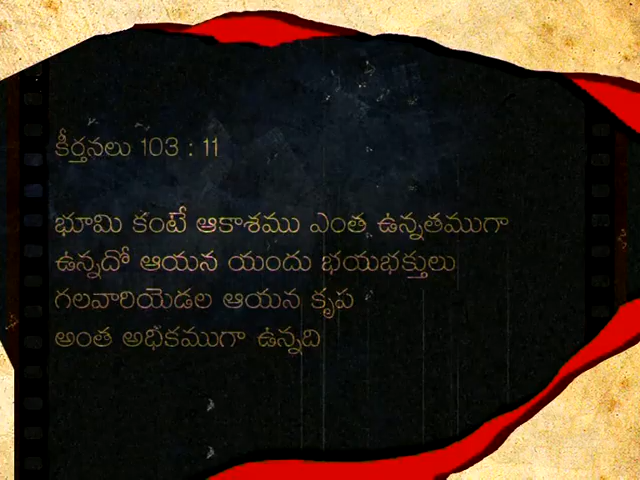 కీర్తనలు 103 : 11
భూమి కంటే ఆకాశము ఎంత ఉన్నతముగా
ఉన్నదో ఆయన యందు భయభక్తులు
గలవారియెడల ఆయన కృప
అంత అధికముగా ఉన్నది